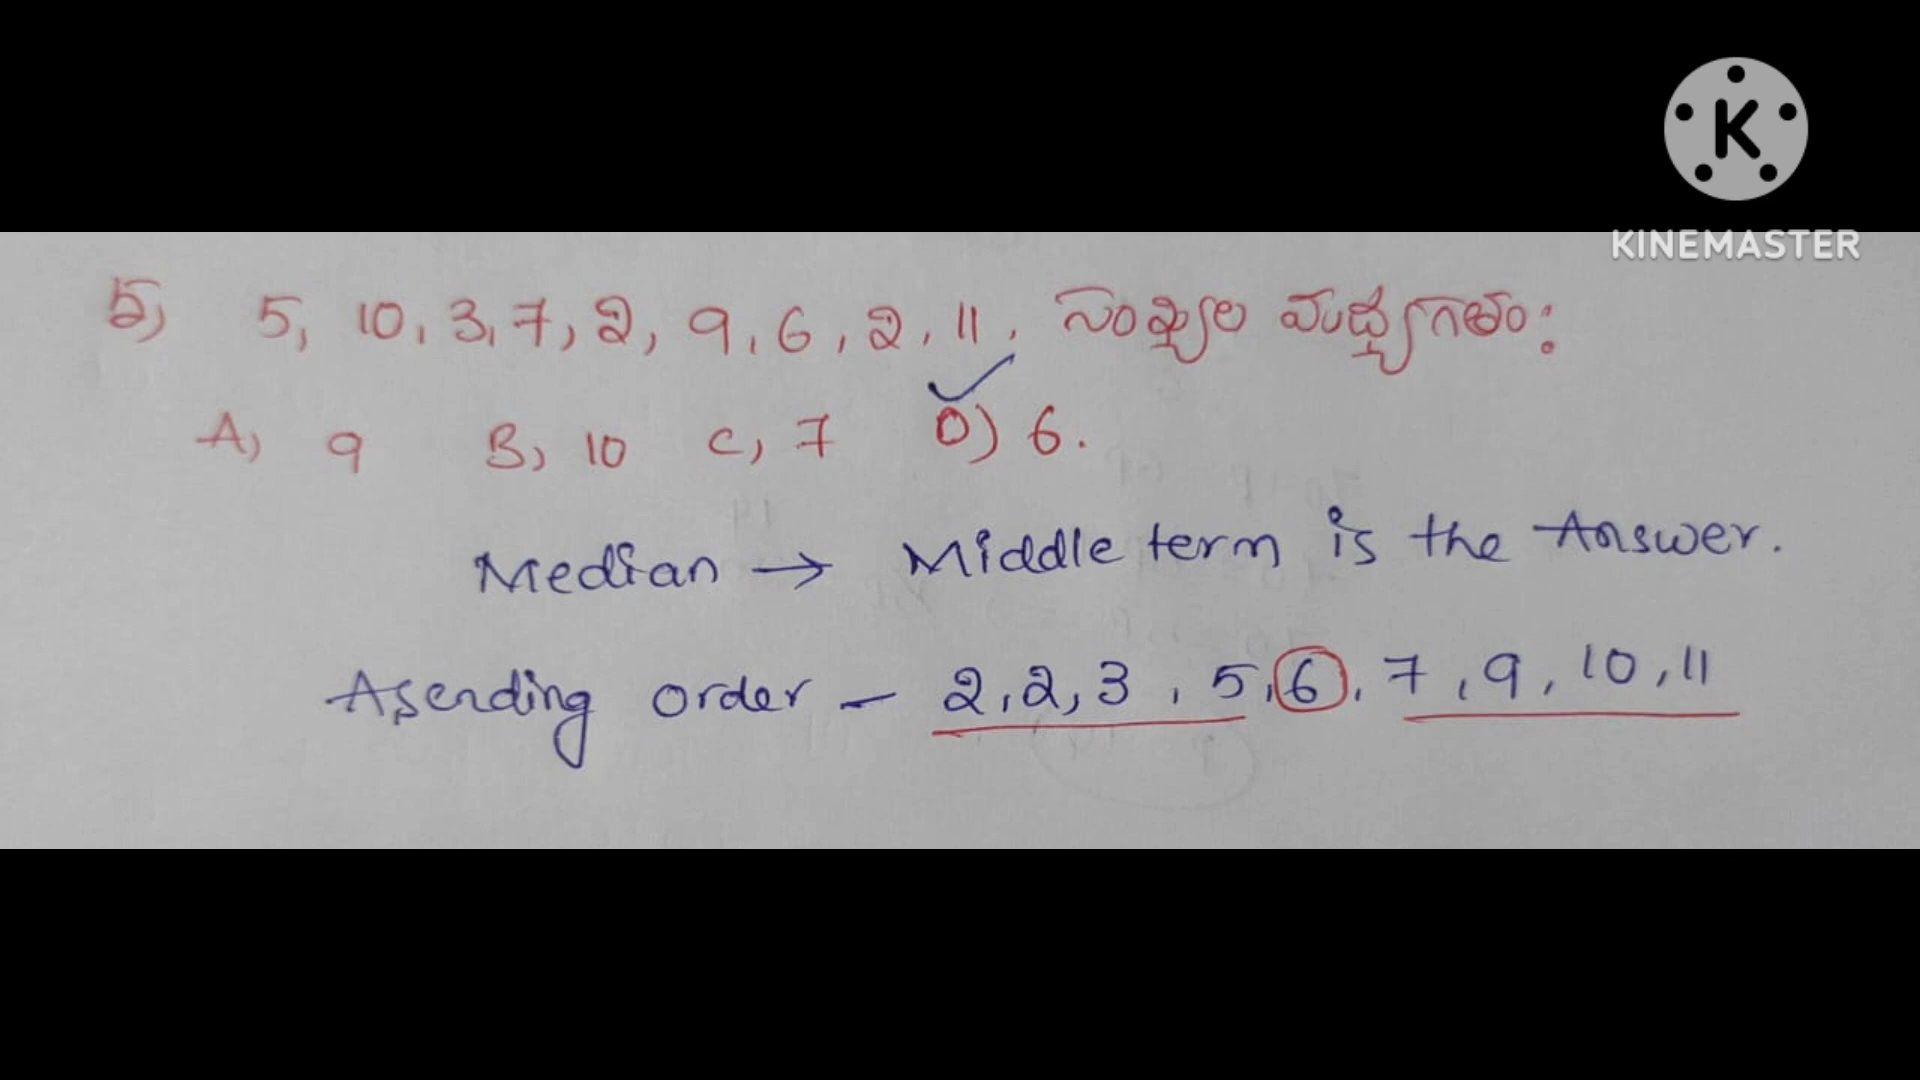 KINEMASTER
5) 5, 10, 3, 7, 2, 9, 6, 2, 11, సంఖ్యల మధ్యగతం:
A) 9 B) 10 C) 7 D) 6.
Median → Middle term is the Answer.
Asending order - 2, 2, 3, 5, 6, 7, 9, 10, 11